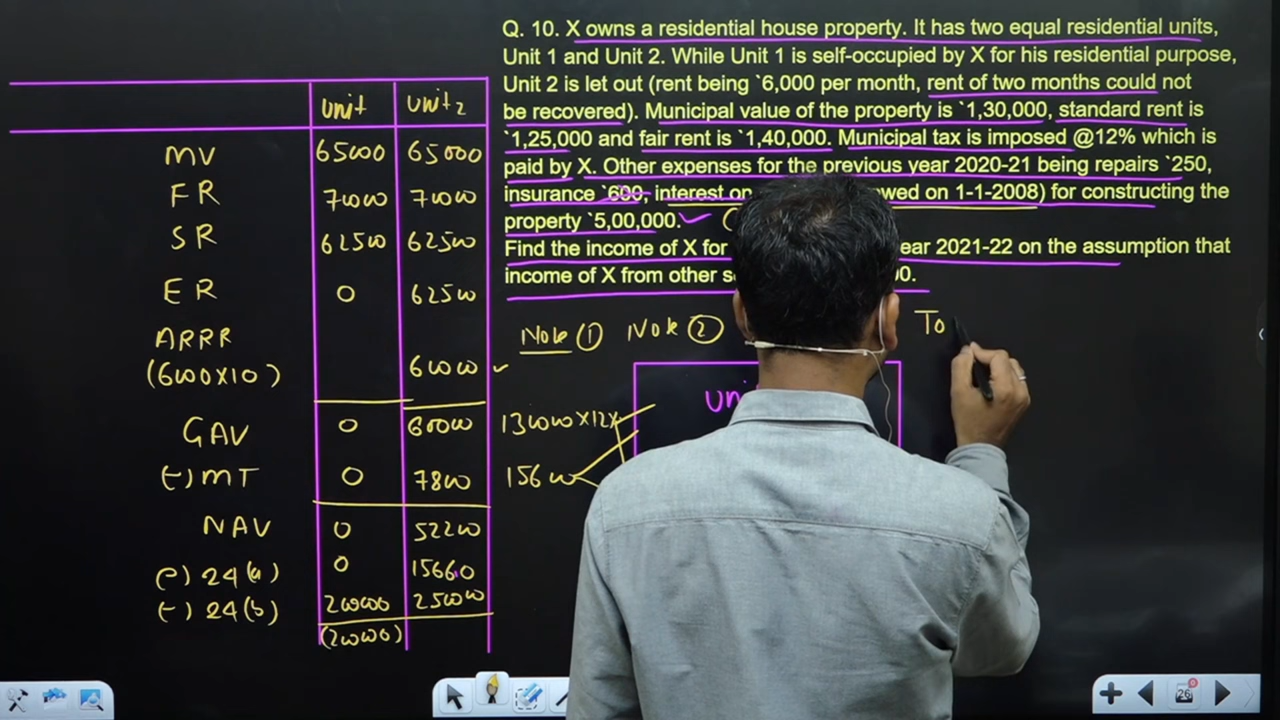 Q. 10. X owns a residential house property. It has two equal residential units,
Unit 1 and Unit 2. While Unit 1 is self-occupied by X for his residential purpose,
Unit 2 is let out (rent being `6,000 per month, rent of two months could not
be recovered). Municipal value of the property is `1,30,000, standard rent is
`1,25,000 and fair rent is `1,40,000. Municipal tax is imposed @12% which is
paid by X. Other expenses for the previous year 2020-21 being repairs `250,
insurance `600, interest on wed on 1-1-2008) for constructing the
property `5,00,000.
Find the income of X for ear 2021-22 on the assumption that
income of X from other s 0.
Unit Unit 2
MV 65000 65000
FR 70000 70000
SR 62500 62500
ER 0 62500
ARRR
(6000X10) 60000
GAV 0 60000
(-) MT 0 7800
NAV 0 52200
(-) 24(a) 0 15660
(-) 24(b) 20000 250000
(20000)
Note 1 Note 2
To
130000 X 12%
15600
26